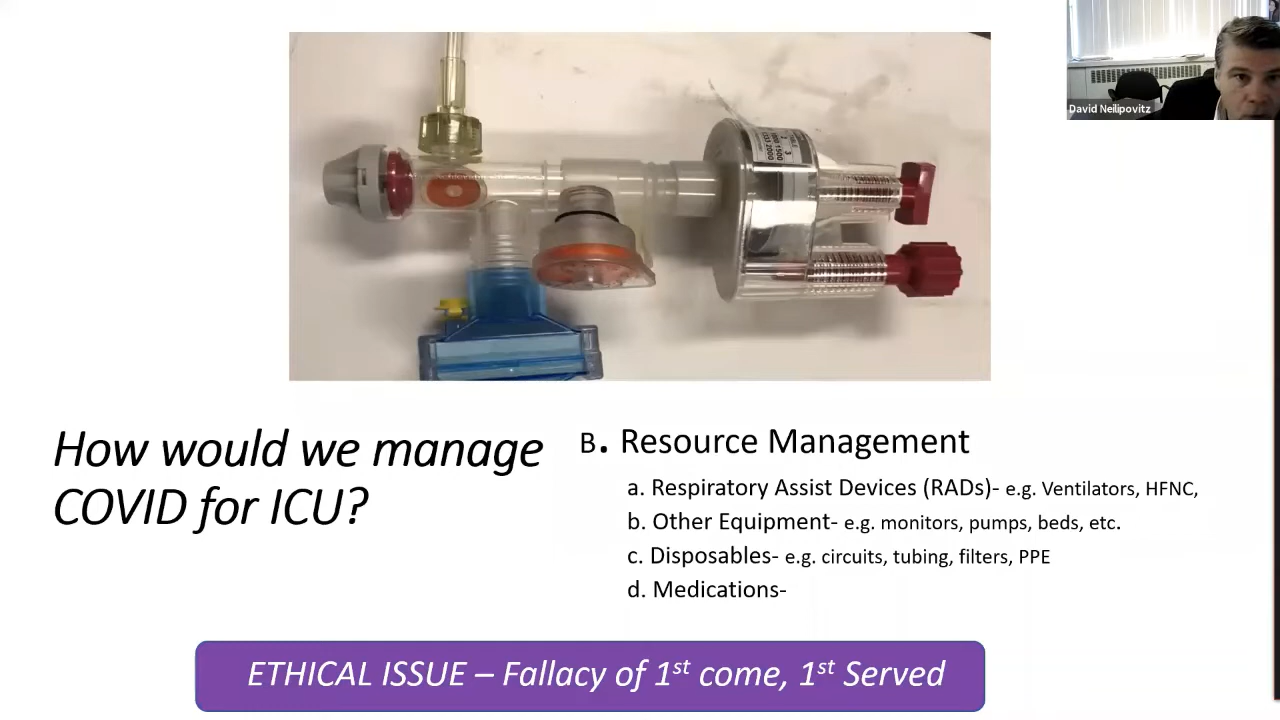 David Neilipovitz
How would we manage
COVID for ICU?
B. Resource Management
a. Respiratory Assist Devices (RADs)- e.g. Ventilators, HFNC,
b. Other Equipment- e.g. monitors, pumps, beds, etc.
c. Disposables- e.g. circuits, tubing, filters, PPE
d. Medications-
ETHICAL ISSUE – Fallacy of 1st come, 1st Served